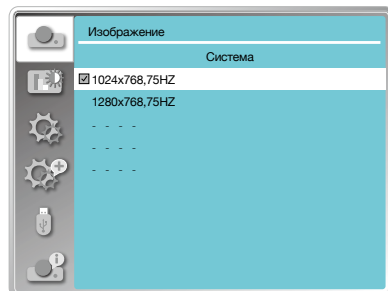 Изображение
Система
1024x768,75HZ
1280x768,75HZ
- - - -
- - - -
- - - -